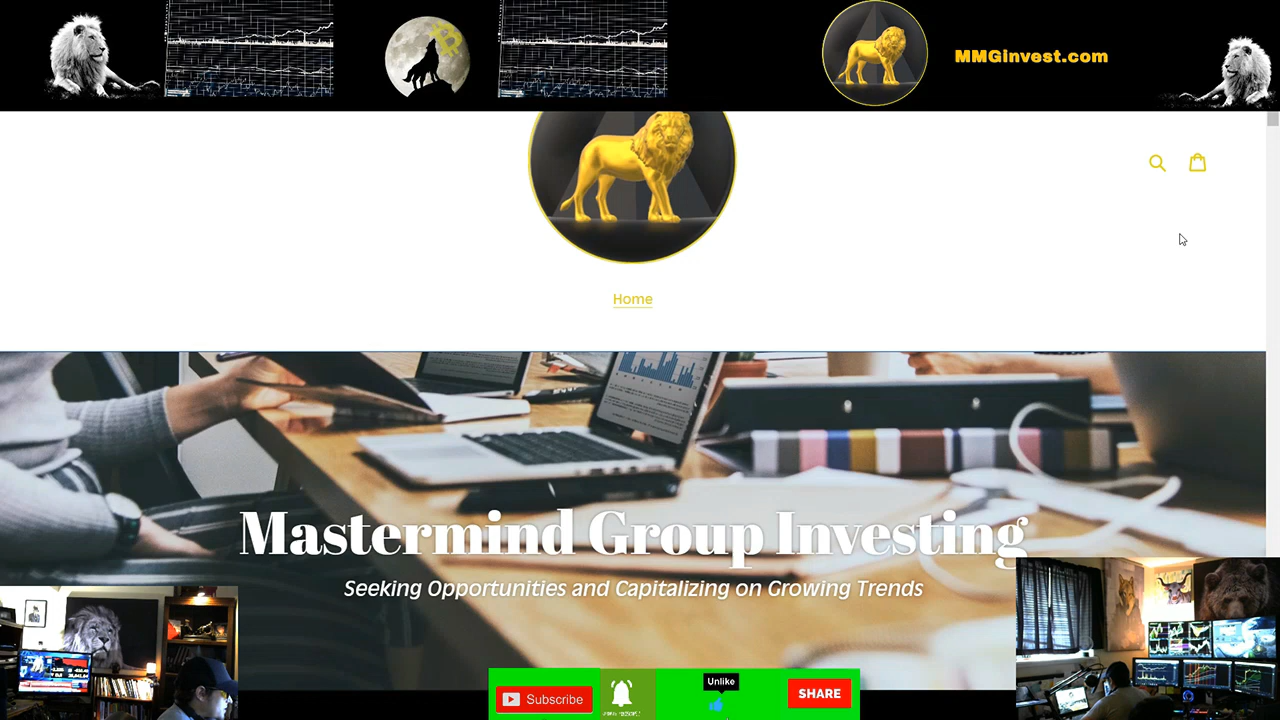 MMGinvest.com
Home
Mastermind Group Investing
Seeking Opportunities and Capitalizing on Growing Trends
Subscribe
Unlike
SHARE